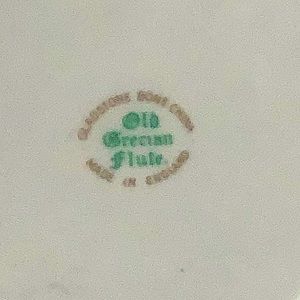 GLADSTONE BONE CHINA
Old
Grecian
Flute
MADE IN ENGLAND